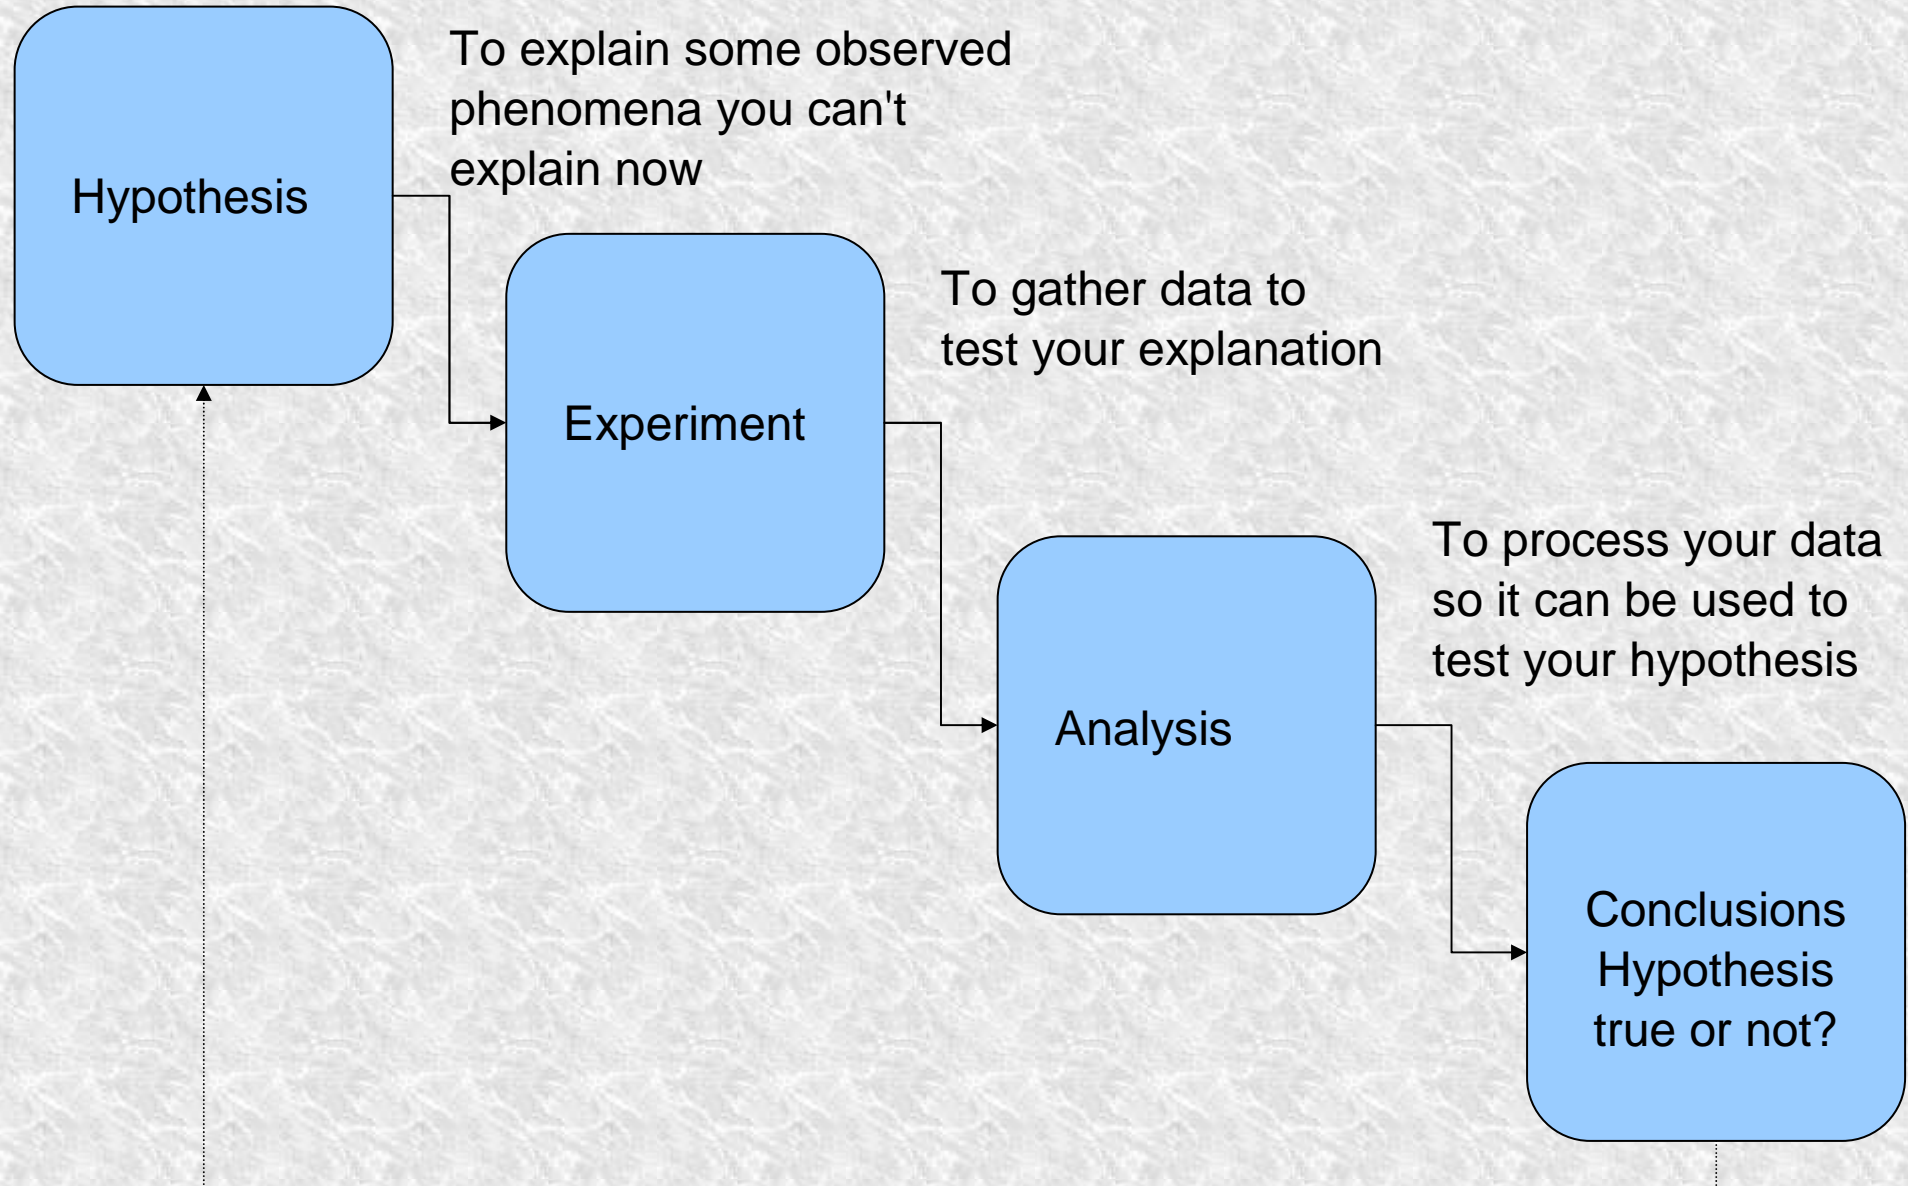 Hypothesis
To explain some observed
phenomena you can't
explain now
Experiment
To gather data to
test your explanation
Analysis
To process your data
so it can be used to
test your hypothesis
Conclusions
Hypothesis
true or not?